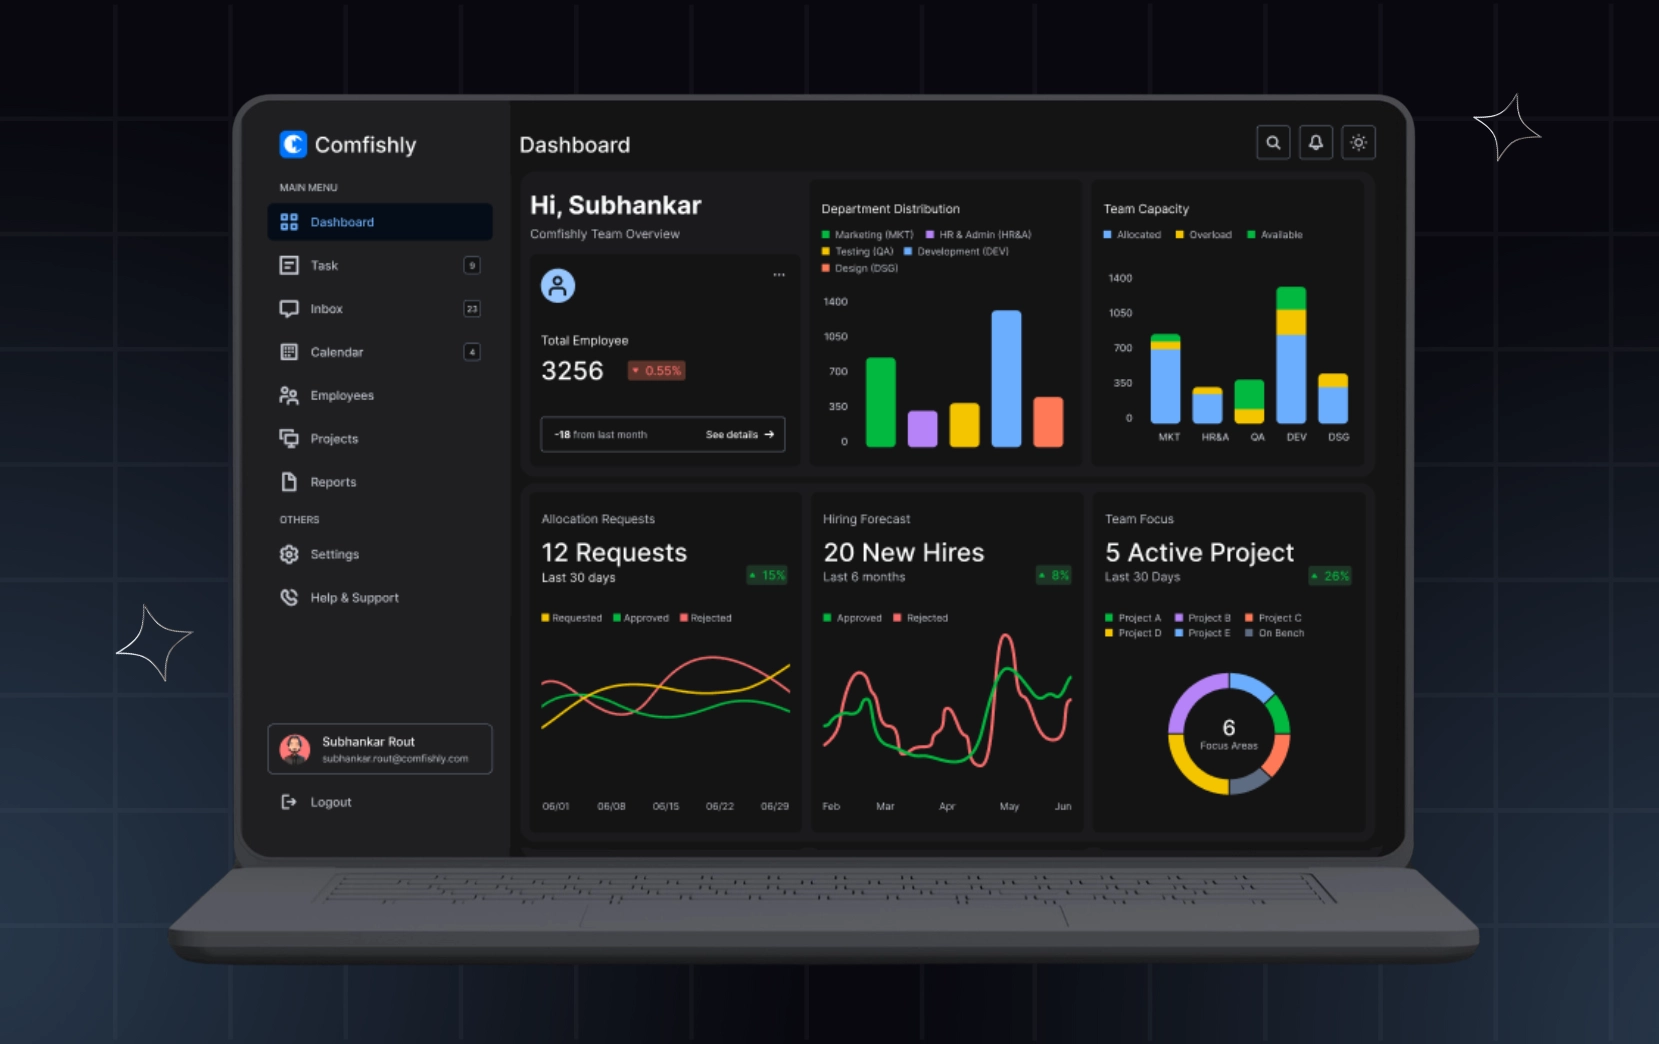 Comfishly
MAIN MENU
Dashboard
Task 9
Inbox 23
Calendar 4
Employees
Projects
Reports
OTHERS
Settings
Help & Support
Subhankar Rout
subhankar.rout@comfishly.com
Logout
Dashboard
Hi, Subhankar
Comfishly Team Overview
...
Total Employee
3256 0.55%
-18 from last month See details →
Department Distribution
Marketing (MKT) HR & Admin (HR&A)
Testing (QA) Development (DEV)
Design (DSG)
1400
1050
700
350
0
Team Capacity
Allocated Overload Available
1400
1050
700
350
0
MKT HR&A QA DEV DSG
Allocation Requests
12 Requests
Last 30 days 15%
Requested Approved Rejected
06/01 06/08 06/15 06/22 06/29
Hiring Forecast
20 New Hires
Last 6 months 8%
Approved Rejected
Feb Mar Apr May Jun
Team Focus
5 Active Project
Last 30 Days 26%
Project A Project B Project C
Project D Project E On Bench
6
Focus Areas